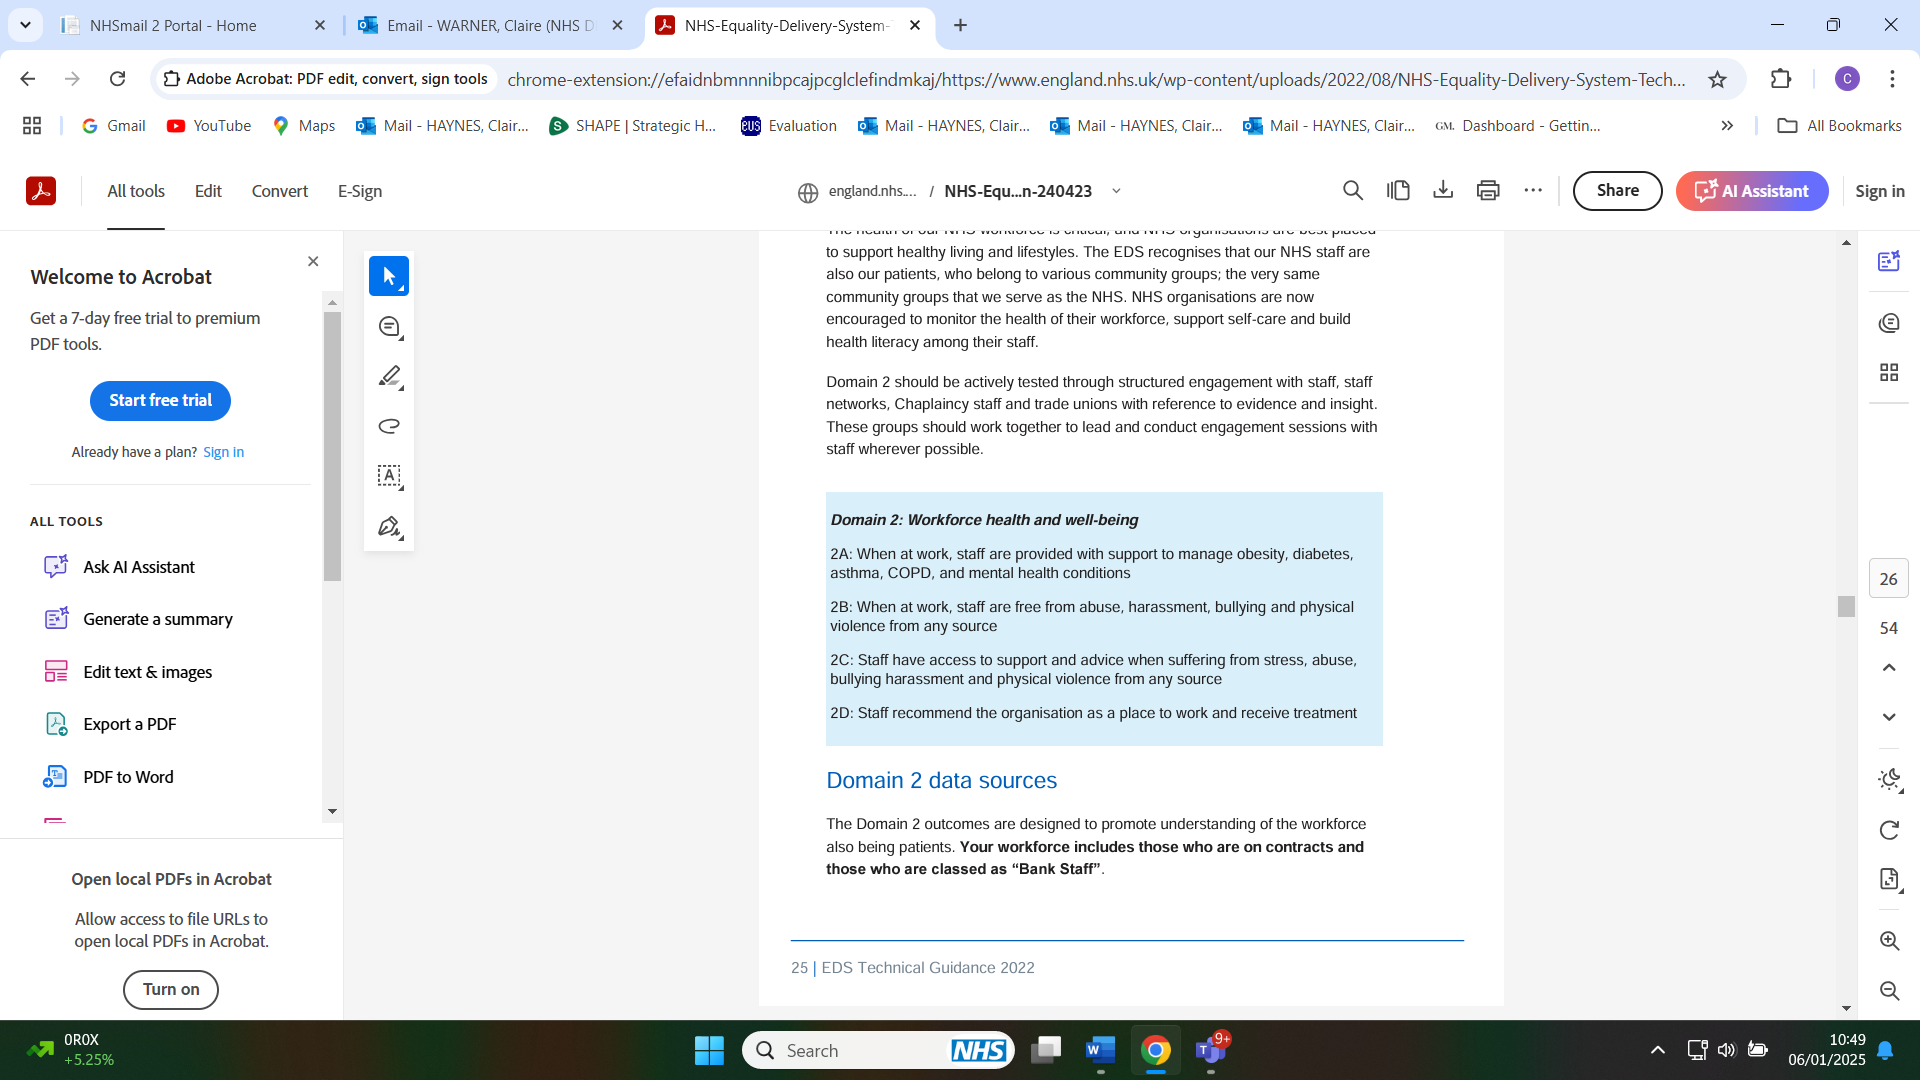 NHSmail 2 Portal - Home
Email - WARNER, Claire (NHS D
NHS-Equality-Delivery-System-
Adobe Acrobat: PDF edit, convert, sign tools
chrome-extension://efaidnbmnnnibpcajpcglclefindmkaj/https://www.england.nhs.uk/wp-content/uploads/2022/08/NHS-Equality-Delivery-System-Tech...
C
Gmail
YouTube
Maps
Mail - HAYNES, Clair...
SHAPE | Strategic H...
eus
Evaluation
Mail - HAYNES, Clair...
Mail - HAYNES, Clair...
Mail - HAYNES, Clair...
GM.
Dashboard - Gettin...
All Bookmarks
All tools
Edit
Convert
E-Sign
england.nhs.... / NHS-Equ...n-240423
Share
AI Assistant
Sign in
Welcome to Acrobat
Get a 7-day free trial to premium
PDF tools.
Start free trial
Already have a plan? Sign in
ALL TOOLS
Ask AI Assistant
Generate a summary
Edit text & images
Export a PDF
PDF to Word
Open local PDFs in Acrobat
Allow access to file URLs to
open local PDFs in Acrobat.
Turn on
The health of our NHS workforce is critical, and NHS organisations are best placed
to support healthy living and lifestyles. The EDS recognises that our NHS staff are
also our patients, who belong to various community groups; the very same
community groups that we serve as the NHS. NHS organisations are now
encouraged to monitor the health of their workforce, support self-care and build
health literacy among their staff.
Domain 2 should be actively tested through structured engagement with staff, staff
networks, Chaplaincy staff and trade unions with reference to evidence and insight.
These groups should work together to lead and conduct engagement sessions with
staff wherever possible.
Domain 2: Workforce health and well-being
2A: When at work, staff are provided with support to manage obesity, diabetes,
asthma, COPD, and mental health conditions
2B: When at work, staff are free from abuse, harassment, bullying and physical
violence from any source
2C: Staff have access to support and advice when suffering from stress, abuse,
bullying harassment and physical violence from any source
2D: Staff recommend the organisation as a place to work and receive treatment
Domain 2 data sources
The Domain 2 outcomes are designed to promote understanding of the workforce
also being patients. Your workforce includes those who are on contracts and
those who are classed as “Bank Staff”.
25 | EDS Technical Guidance 2022
26
54
0R0X
+5.25%
Search
NHS
9+
10:49
06/01/2025